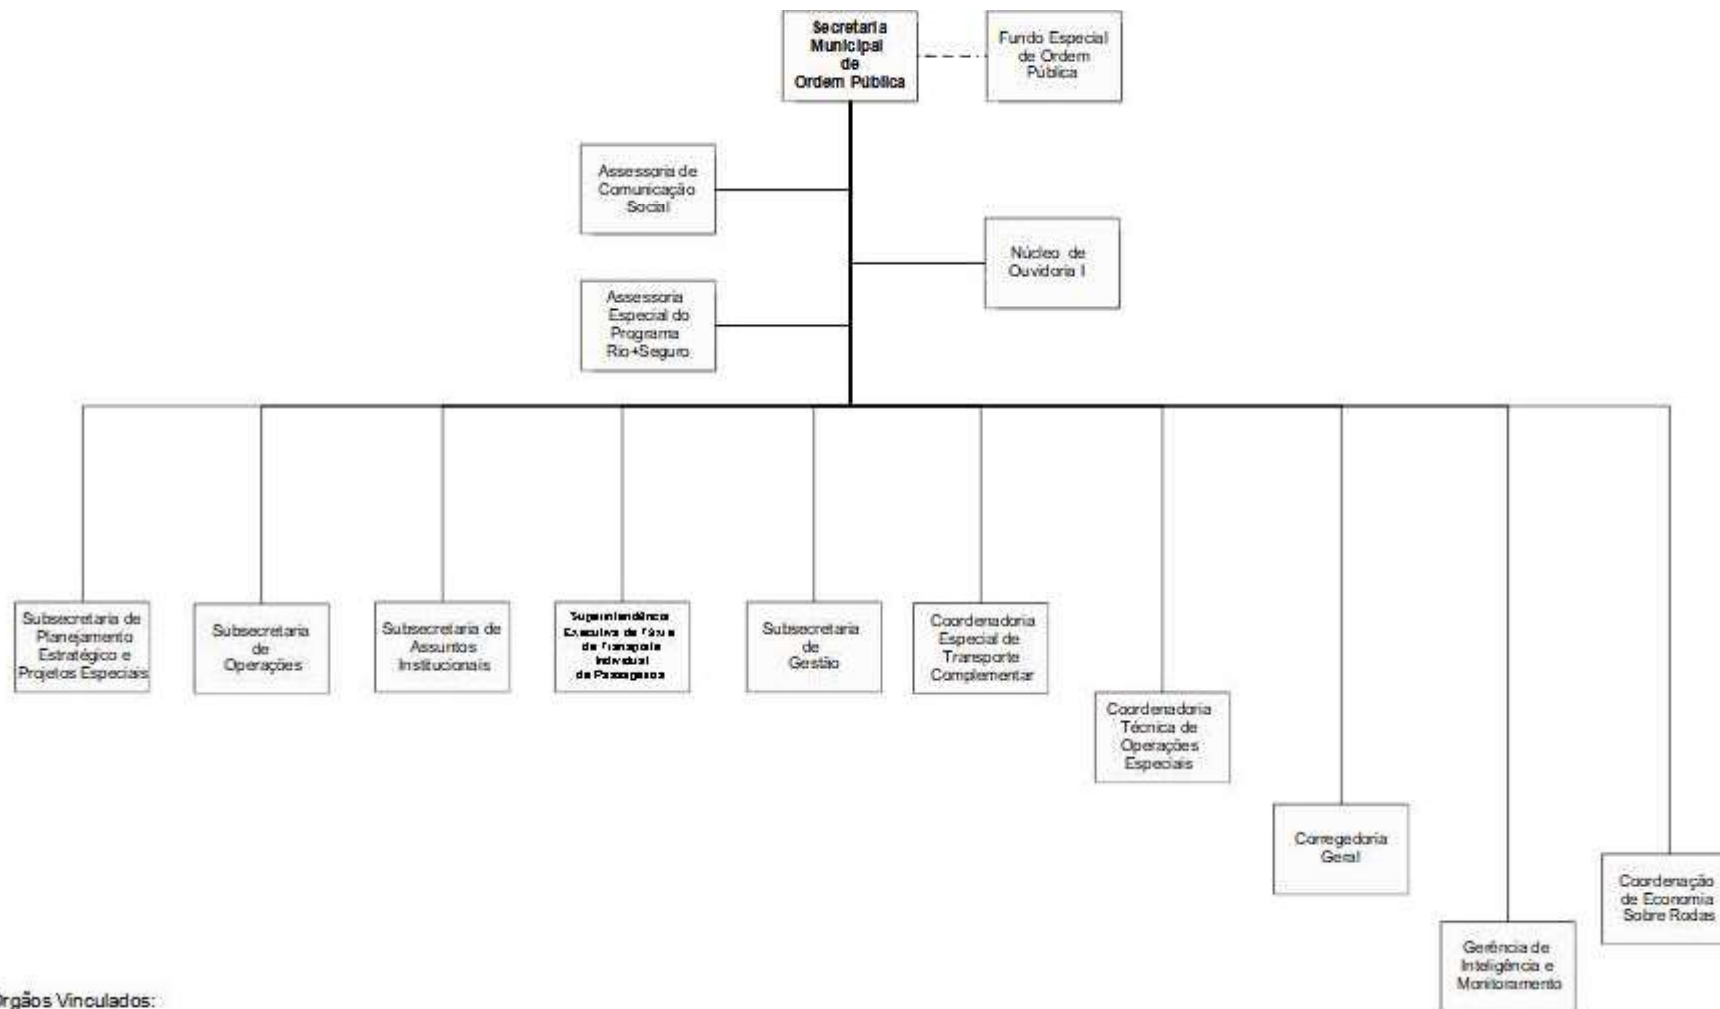 Secretaria
Municipal
de
Ordem Pública
Fundo Especial
de Ordem
Pública
Assessoria de
Comunicação
Social
Núcleo de
Ouvidoria I
Assessoria
Especial do
Programa
Rio+Seguro
Subsecretaria de
Planejamento
Estratégico e
Projetos Especiais
Subsecretaria
de
Operações
Subsecretaria de
Assuntos
Institucionais
Superintendência
Executiva de
de Transporte
Individual
de Passageiros
Subsecretaria
de
Gestão
Coordenadoria
Especial de
Transporte
Complementar
Coordenadoria
Técnica de
Operações
Especiais
Corregedoria
Geral
Coordenação
de Economia
Sobre Rodas
Gerência de
Inteligência e
Monitoramento
rgãos Vinculados: